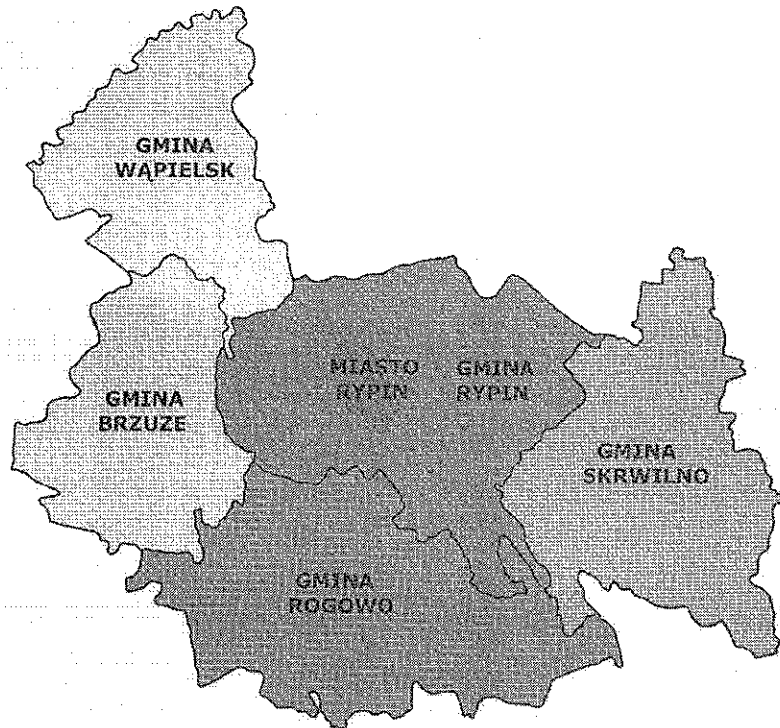 GMINA
WĄPIELSK
MIASTO
RYPIN
GMINA
RYPIN
GMINA
BRZUZE
GMINA
SKRWILNO
GMINA
ROGOWO